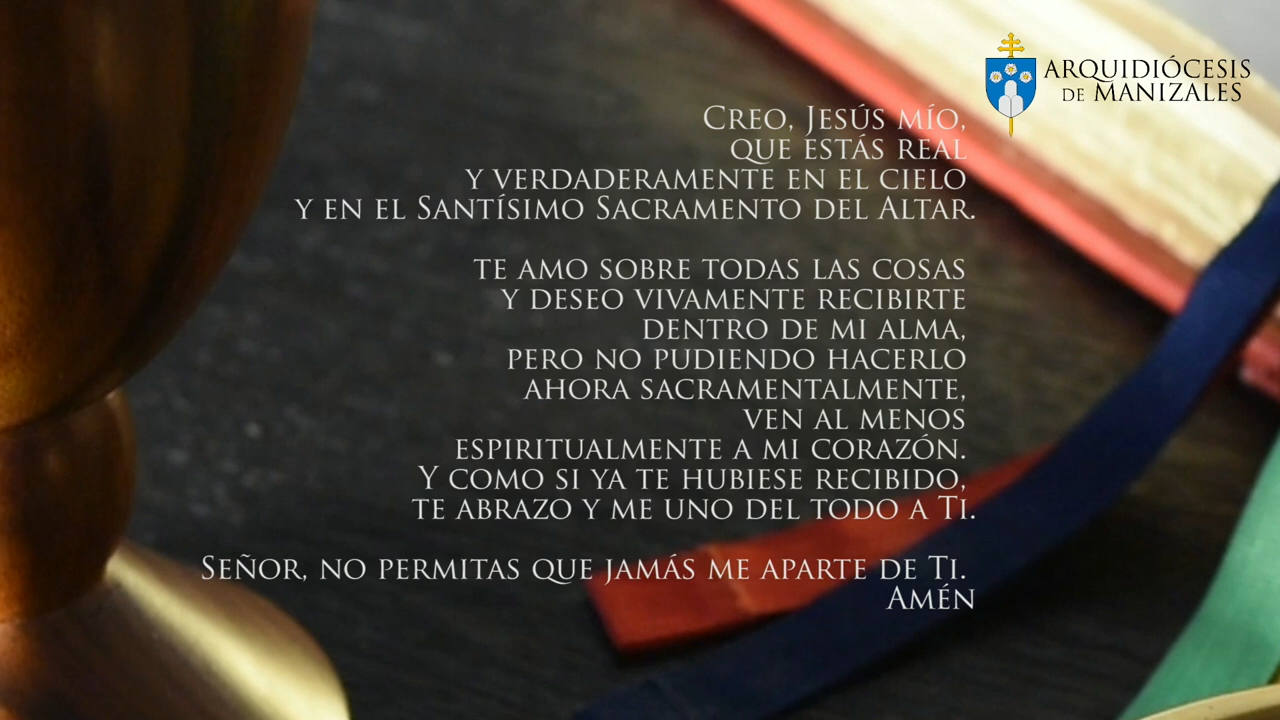 ARQUIDIÓCESIS
DE MANIZALES
Creo, Jesús mío,
que estás real
y verdaderamente en el cielo
y en el Santísimo Sacramento del Altar.
te amo sobre todas las cosas
y deseo vivamente recibirte
dentro de mi alma,
pero no pudiendo hacerlo
ahora sacramentalmente,
ven al menos
espiritualmente a mi corazón.
Y como si ya te hubiese recibido,
te abrazo y me uno del todo a Ti.
Señor, no permitas que jamás me aparte de Ti.
Amén